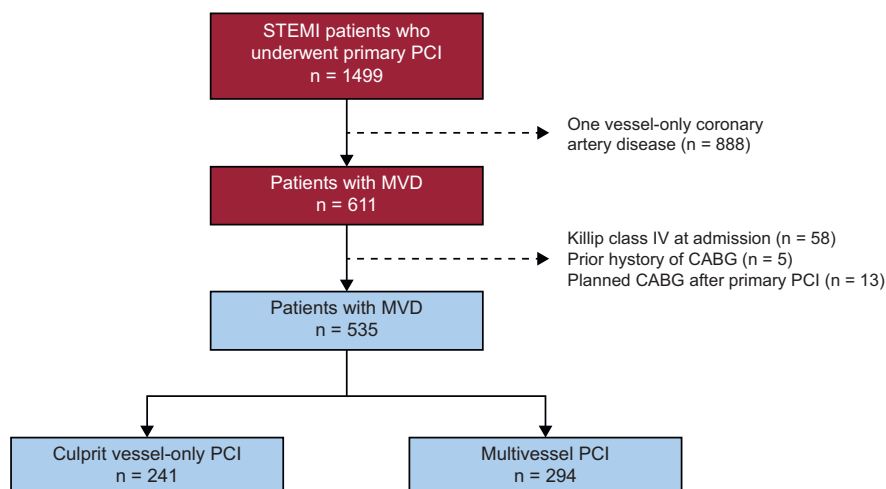 STEMI patients who
underwent primary PCI
n = 1499
One vessel-only coronary
artery disease (n = 888)
Patients with MVD
n = 611
Killip class IV at admission (n = 58)
Prior hystory of CABG (n = 5)
Planned CABG after primary PCI (n = 13)
Patients with MVD
n = 535
Culprit vessel-only PCI
n = 241
Multivessel PCI
n = 294